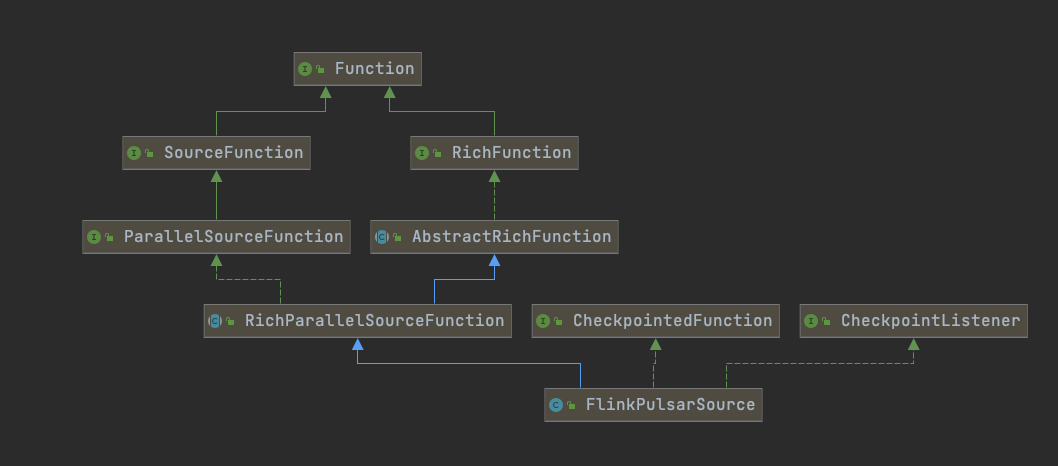 Function
SourceFunction
RichFunction
ParallelSourceFunction
AbstractRichFunction
RichParallelSourceFunction
CheckpointedFunction
CheckpointListener
FlinkPulsarSource